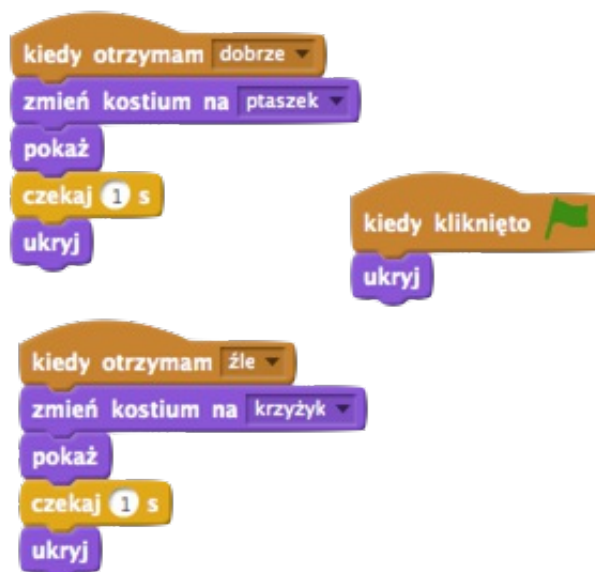 kiedy otrzymam dobrze
zmień kostium na ptaszek
pokaż
czekaj 1 s
ukryj
kiedy kliknięto
ukryj
kiedy otrzymam źle
zmień kostium na krzyżyk
pokaż
czekaj 1 s
ukryj